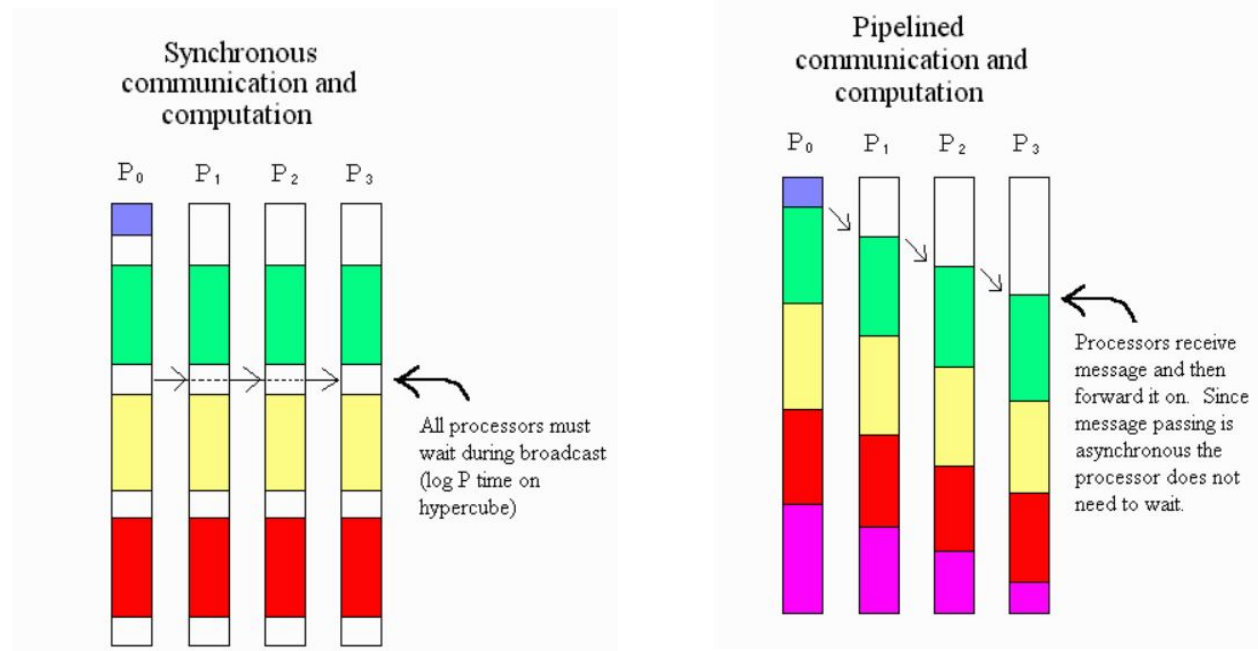 Synchronous
communication and
computation
P₀ P₁ P₂ P₃
All processors must
wait during broadcast
(log P time on
hypercube)
Pipelined
communication and
computation
P₀ P₁ P₂ P₃
Processors receive
message and then
forward it on. Since
message passing is
asynchronous the
processor does not
need to wait.